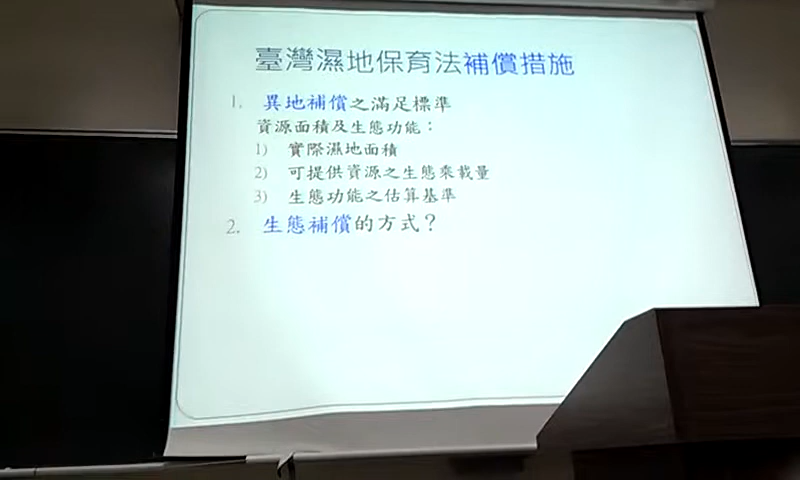 臺灣濕地保育法補償措施
1. 異地補償之滿足標準
資源面積及生態功能：
1) 實際濕地面積
2) 可提供資源之生態乘載量
3) 生態功能之估算基準
2. 生態補償的方式？